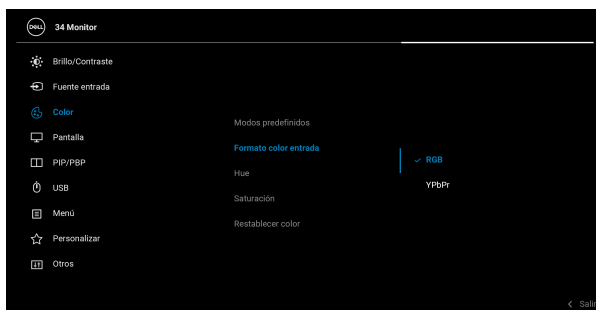 DELL 34 Monitor
Brillo/Contraste
Fuente entrada
Color
Pantalla
PIP/PBP
USB
Menú
Personalizar
Otros
Modos predefinidos
Formato color entrada
Hue
Saturación
Restablecer color
RGB
YPbPr
Salir